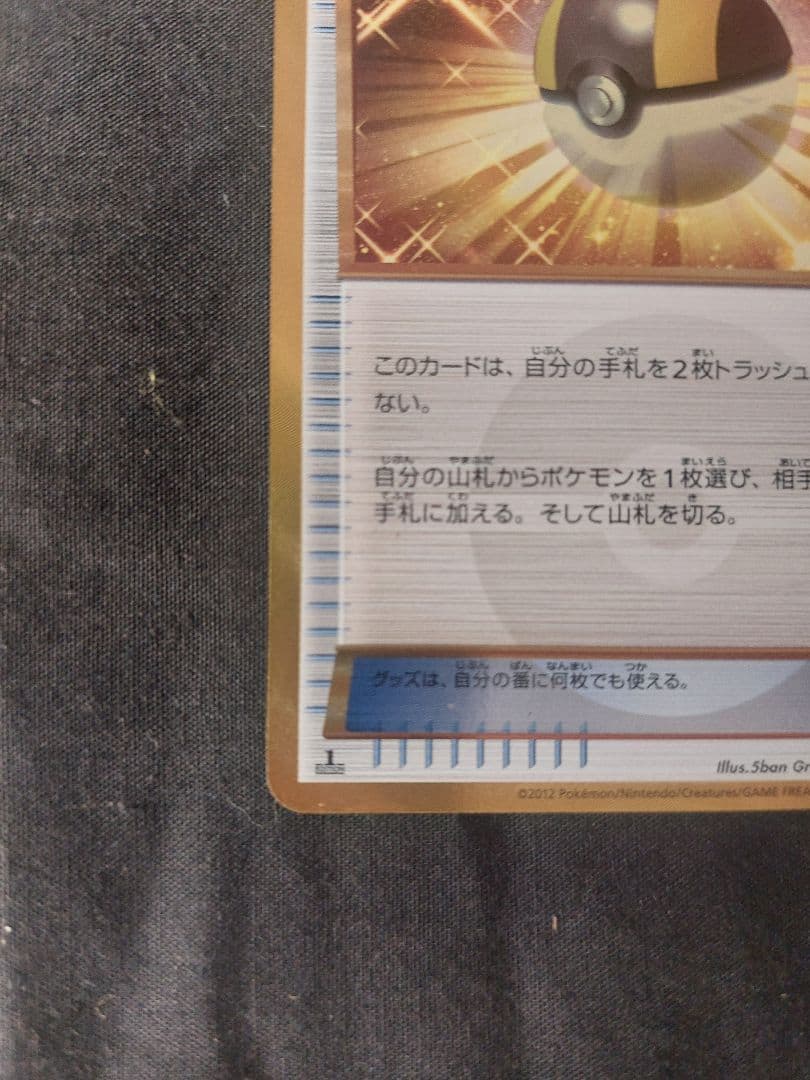 このカードは、自分の手札を2枚トラッシュ
ない。
自分の山札からポケモンを1枚選び、相手
手札に加える。そして山札を切る。
グッズは、自分の番に何枚でも使える。
1
Illus.5ban Gr
©2012 Pokémon/Nintendo/Creatures/GAME FREA